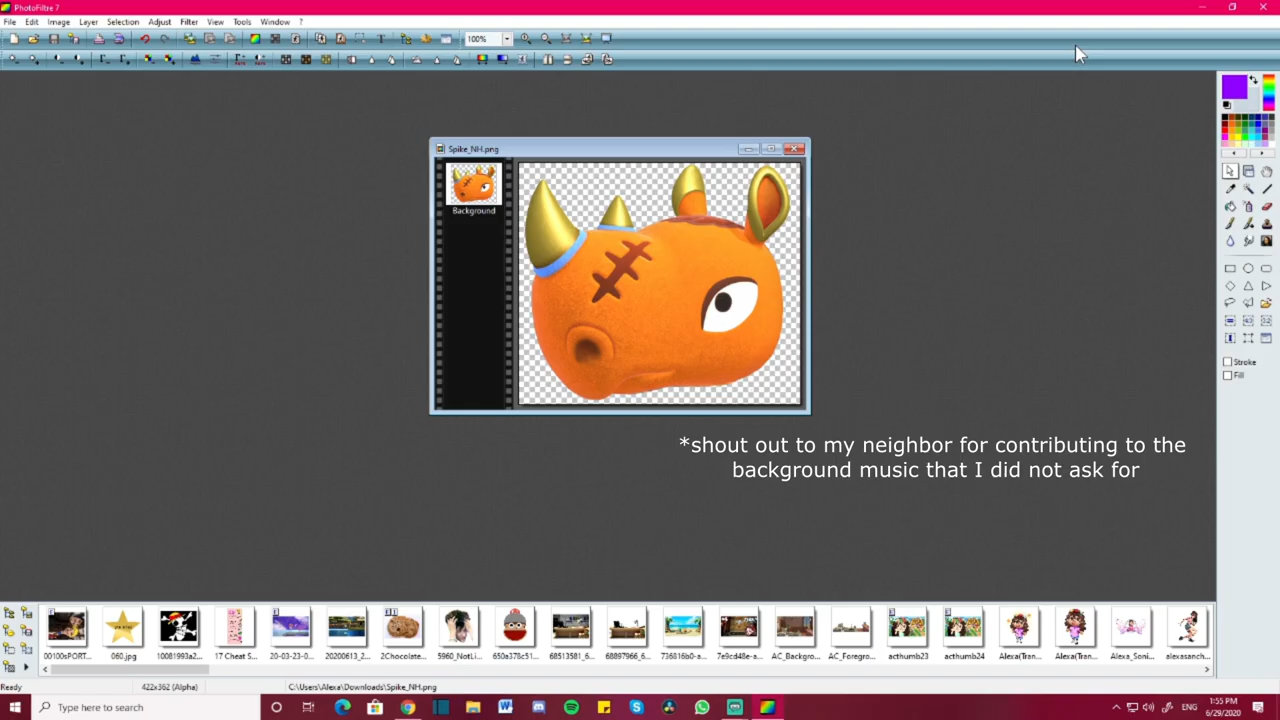 PhotoFiltre 7
File Edit Image Layer Selection Adjust Filter View Tools Window ?
100%
Spike_NH.png
Background
*shout out to my neighbor for contributing to the
background music that I did not ask for
Stroke
Fill
00100sPORT... 060.jpg 10081993a2... 17 Cheat S... 20-03-23-0... 20200613_2... 2Chocolate... 5960_NotLi... 650a378c51... 68513581_6... 68897966_6... 736816b0-a... 7e9cd48e-a... AC_Backgro... AC_Foregro... acthumb23 acthumb24 Alexa(Tran... Alexa(Tran... Alexa_Soni... alexasanch...
Ready 422x362 (Alpha) C:\Users\Alexa\Downloads\Spike_NH.png
Type here to search
ENG
1:55 PM
6/29/2020